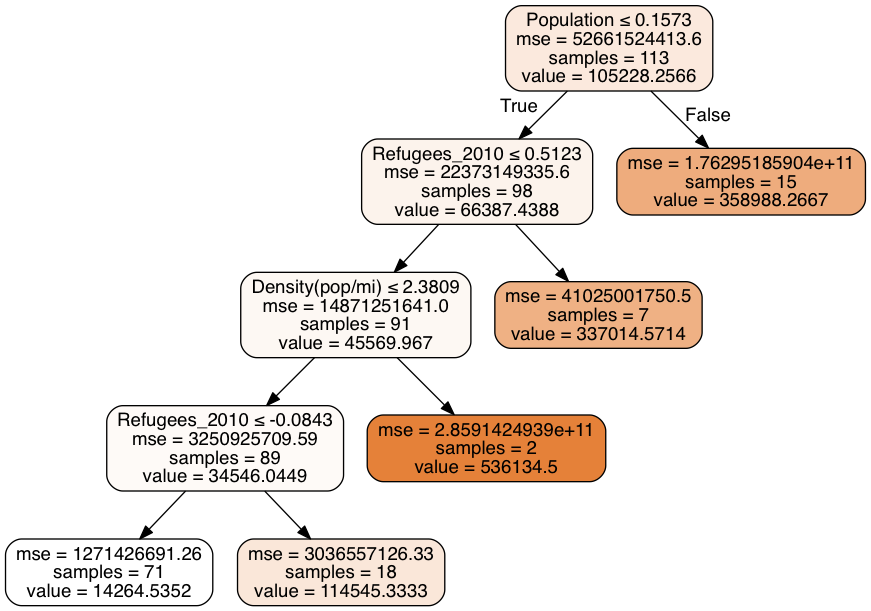 Population ≤ 0.1573
mse = 52661524413.6
samples = 113
value = 105228.2566
True
False
Refugees_2010 ≤ 0.5123
mse = 22373149335.6
samples = 98
value = 66387.4388
mse = 1.76295185904e+11
samples = 15
value = 358988.2667
Density(pop/mi) ≤ 2.3809
mse = 14871251641.0
samples = 91
value = 45569.967
mse = 41025001750.5
samples = 7
value = 337014.5714
Refugees_2010 ≤ -0.0843
mse = 3250925709.59
samples = 89
value = 34546.0449
mse = 2.8591424939e+11
samples = 2
value = 536134.5
mse = 1271426691.26
samples = 71
value = 14264.5352
mse = 3036557126.33
samples = 18
value = 114545.3333